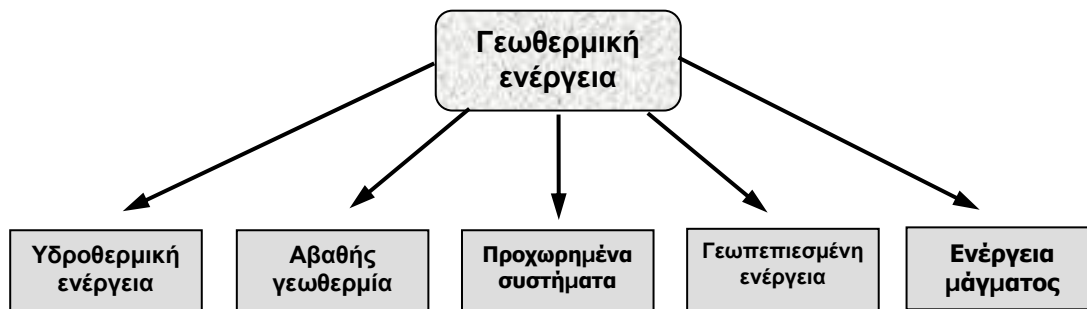 Γεωθερμική
ενέργεια
Υδροθερμική
ενέργεια
Αβαθής
γεωθερμία
Προχωρημένα
συστήματα
Γεωπεπιεσμένη
ενέργεια
Ενέργεια
μάγματος